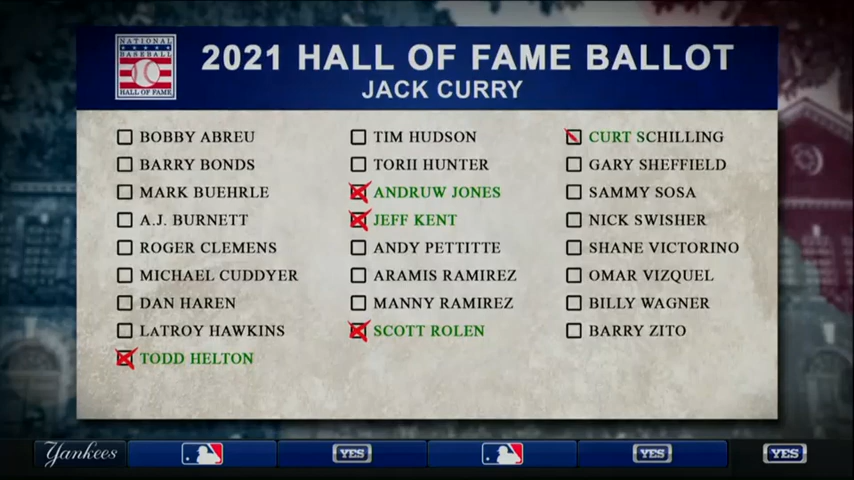 NATIONAL
BASEBALL
HALL OF FAME
2021 HALL OF FAME BALLOT
JACK CURRY
BOBBY ABREU
BARRY BONDS
MARK BUEHRLE
A.J. BURNETT
ROGER CLEMENS
MICHAEL CUDDYER
DAN HAREN
LATROY HAWKINS
TODD HELTON
TIM HUDSON
TORII HUNTER
ANDRUW JONES
JEFF KENT
ANDY PETTITTE
ARAMIS RAMIREZ
MANNY RAMIREZ
SCOTT ROLEN
CURT SCHILLING
GARY SHEFFIELD
SAMMY SOSA
NICK SWISHER
SHANE VICTORINO
OMAR VIZQUEL
BILLY WAGNER
BARRY ZITO
Yankees YES YES YES